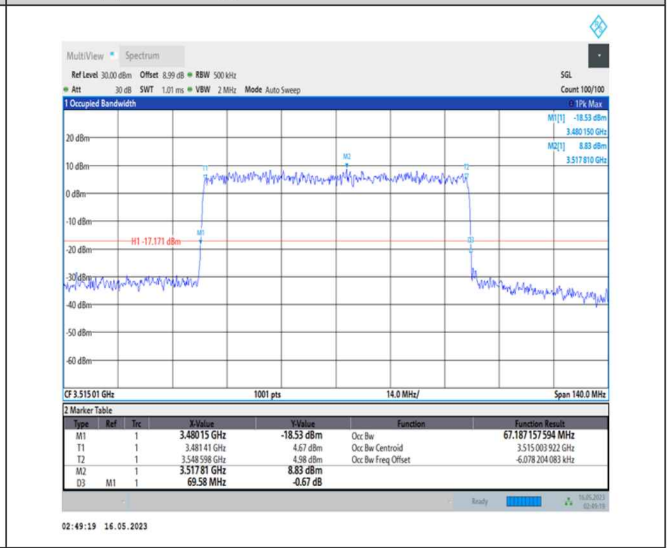 MultiView Spectrum
Ref Level 30.00 dBm Offset 8.99 dB RBW 500 kHz SGL
Att 30 dB SWT 1.01 ms VBW 2 MHz Mode Auto Sweep Count 100/100
1 Occupied Bandwidth 1Pk Max
M1[1] -18.53 dBm
3.480 150 GHz
20 dBm
M2[1] 8.83 dBm
3.517 810 GHz
M2
10 dBm
T1 T2
0 dBm
-10 dBm
M1
H1 -17.171 dBm D3
-20 dBm
-30 dBm
-40 dBm
-50 dBm
-60 dBm
CF 3.515 01 GHz 1001 pts 14.0 MHz/ Span 140.0 MHz
2 Marker Table
Type Ref Trc X-Value Y-Value Function Function Result
M1 1 3.48015 GHz -18.53 dBm Occ Bw 67.187157594 MHz
T1 1 3.481 41 GHz 4.67 dBm Occ Bw Centroid 3.515 003 922 GHz
T2 1 3.548 598 GHz 4.98 dBm Occ Bw Freq Offset -6.078 204 083 kHz
M2 1 3.51781 GHz 8.83 dBm
D3 M1 1 69.58 MHz -0.67 dB
Ready 16.05.2023
02:49:19
02:49:19 16.05.2023